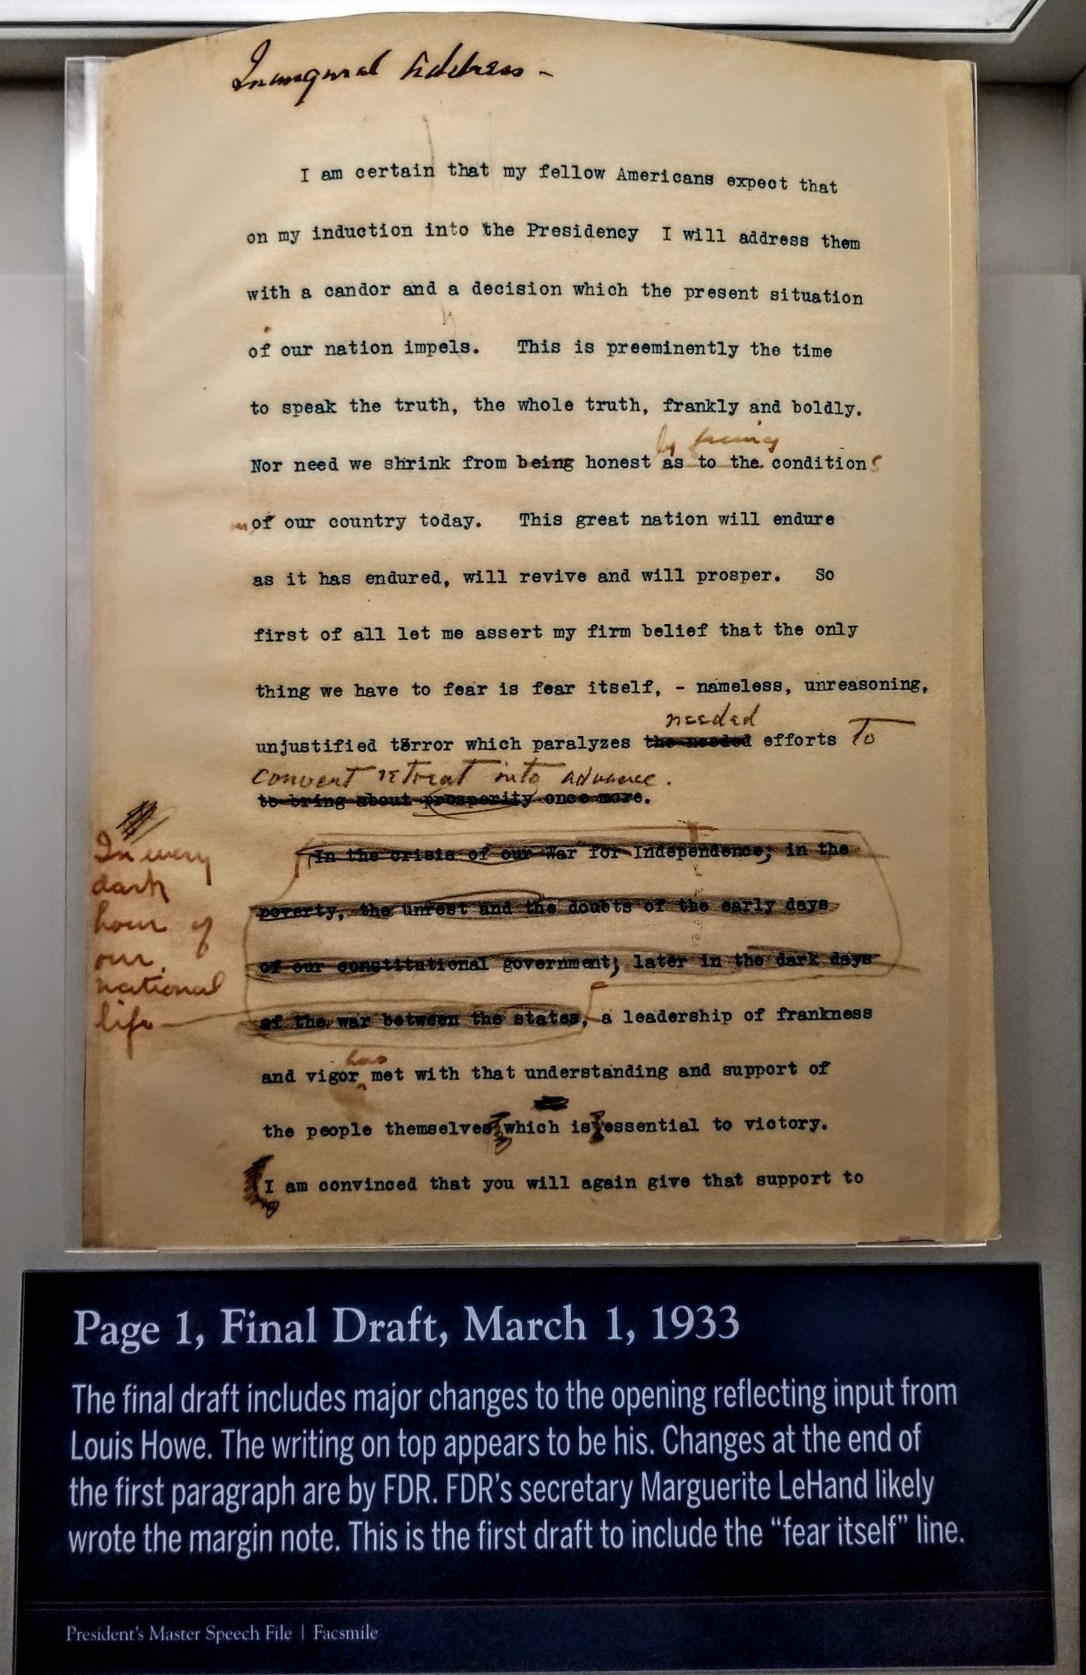 Inaugural Address -
I am certain that my fellow Americans expect that
on my induction into the Presidency I will address them
with a candor and a decision which the present situation
of our nation impels. This is preeminently the time
to speak the truth, the whole truth, frankly and boldly.
by facing
Nor need we shrink from being honest as to the conditions
in of our country today. This great nation will endure
as it has endured, will revive and will prosper. So
first of all let me assert my firm belief that the only
thing we have to fear is fear itself, - nameless, unreasoning,
needed
unjustified terror which paralyzes the needed efforts To
convert retreat into advance.
to bring about prosperity once more.
In the crisis of our War for Independence; in the
poverty, the unrest and the doubts of the early days
of our constitutional government; later in the dark days
of the war between the states, a leadership of frankness
has
and vigor met with that understanding and support of
the people themselves which is essential to victory.
I am convinced that you will again give that support to
In every
dark
hour of
our
national
life
Page 1, Final Draft, March 1, 1933
The final draft includes major changes to the opening reflecting input from
Louis Howe. The writing on top appears to be his. Changes at the end of
the first paragraph are by FDR. FDR's secretary Marguerite LeHand likely
wrote the margin note. This is the first draft to include the “fear itself” line.
President's Master Speech File | Facsimile